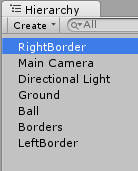 Hierarchy
Create All
RightBorder
Main Camera
Directional Light
Ground
Ball
Borders
LeftBorder